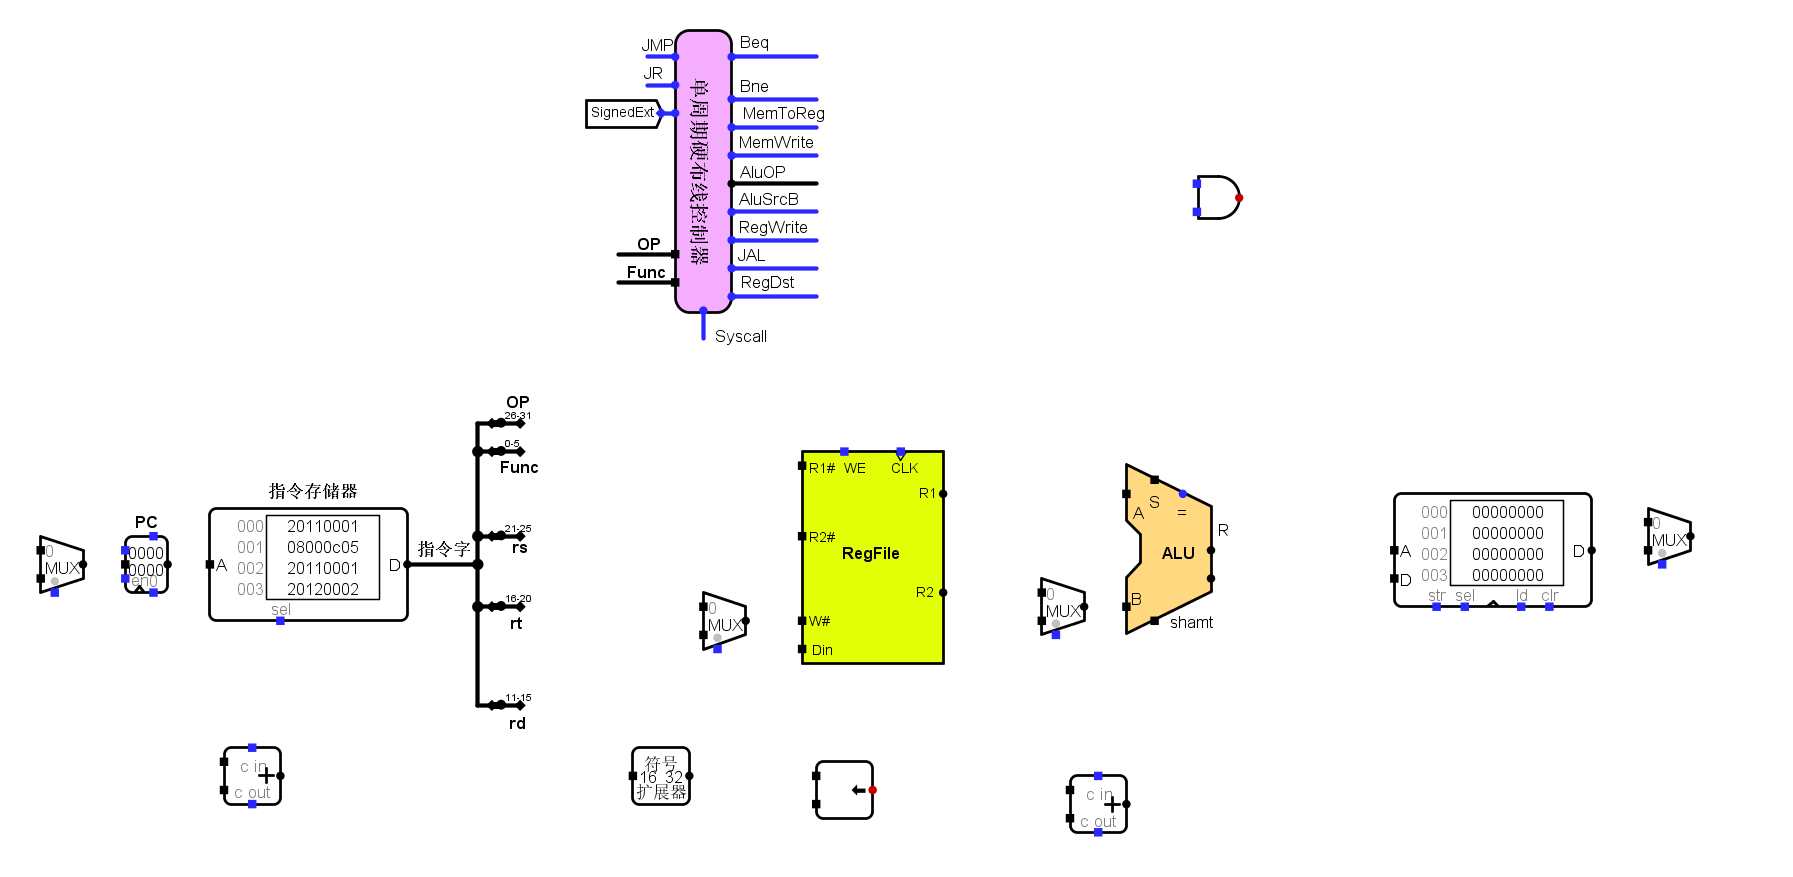 JMP
JR
SignedExt
OP
Func
单周期硬布线控制器
Beq
Bne
MemToReg
MemWrite
AluOP
AluSrcB
RegWrite
JAL
RegDst
Syscall
0
MUX
PC
0000
0000
en0
指令存储器
000 20110001
001 08000c05
002 20110001
003 20120002
A
D
sel
指令字
OP
26-31
0-5
Func
21-25
rs
16-20
rt
11-15
rd
0
MUX
R1# WE CLK
R1
R2#
RegFile
R2
W#
Din
0
MUX
S
A
=
R
ALU
B
shamt
000 00000000
001 00000000
002 00000000
003 00000000
A
D
D
str sel ld clr
0
MUX
c in
+
c out
符号
16 32
扩展器
c in
+
c out